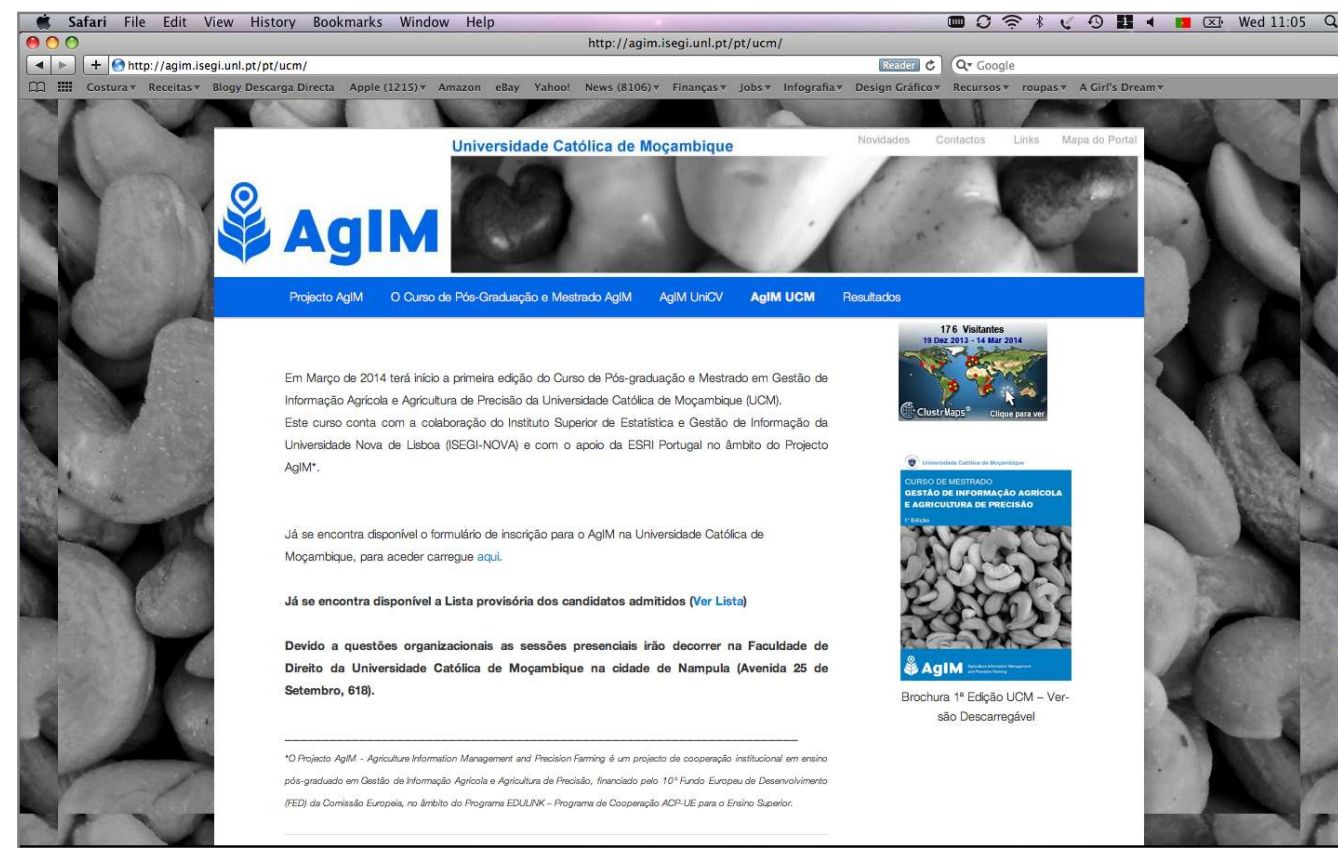 Safari File Edit View History Bookmarks Window Help Wed 11:05
http://agim.isegi.unl.pt/pt/ucm/
http://agim.isegi.unl.pt/pt/ucm/ Reader Google
Costura Receitas Blogy Descarga Directa Apple (1215) Amazon eBay Yahoo! News (8106) Finanças Jobs Infografia Design Gráfico Recursos roupas A Girl's Dream
Novidades Contactos Links Mapa do Portal
Universidade Católica de Moçambique
AgIM
Projecto AgIM O Curso de Pós-Graduação e Mestrado AgIM AgIM UniCV AgIM UCM Resultados
Em Março de 2014 terá início a primeira edição do Curso de Pós-graduação e Mestrado em Gestão de
Informação Agrícola e Agricultura de Precisão da Universidade Católica de Moçambique (UCM).
Este curso conta com a colaboração do Instituto Superior de Estatística e Gestão de Informação da
Universidade Nova de Lisboa (ISEGI-NOVA) e com o apoio da ESRI Portugal no âmbito do Projecto
AgIM*.
Já se encontra disponível o formulário de inscrição para o AgIM na Universidade Católica de
Moçambique, para aceder carregue aqui.
Já se encontra disponível a Lista provisória dos candidatos admitidos (Ver Lista)
Devido a questões organizacionais as sessões presenciais irão decorrer na Faculdade de
Direito da Universidade Católica de Moçambique na cidade de Nampula (Avenida 25 de
Setembro, 618).
*O Projecto AgIM - Agriculture Information Management and Precision Farming é um projecto de cooperação institucional em ensino
pós-graduado em Gestão de Informação Agrícola e Agricultura de Precisão, financiado pelo 10º Fundo Europeu de Desenvolvimento
(FED) da Comissão Europeia, no âmbito do Programa EDULINK – Programa de Cooperação ACP-UE para o Ensino Superior.
176 Visitantes
19 Dez 2013 - 14 Mar 2014
ClustrMaps® Clique para ver
Universidade Católica de Moçambique
CURSO DE MESTRADO
GESTÃO DE INFORMAÇÃO AGRÍCOLA
E AGRICULTURA DE PRECISÃO
1ª Edição
AgIM Agriculture Information Management
and Precision Farming
Brochura 1ª Edição UCM – Ver-
são Descarregável